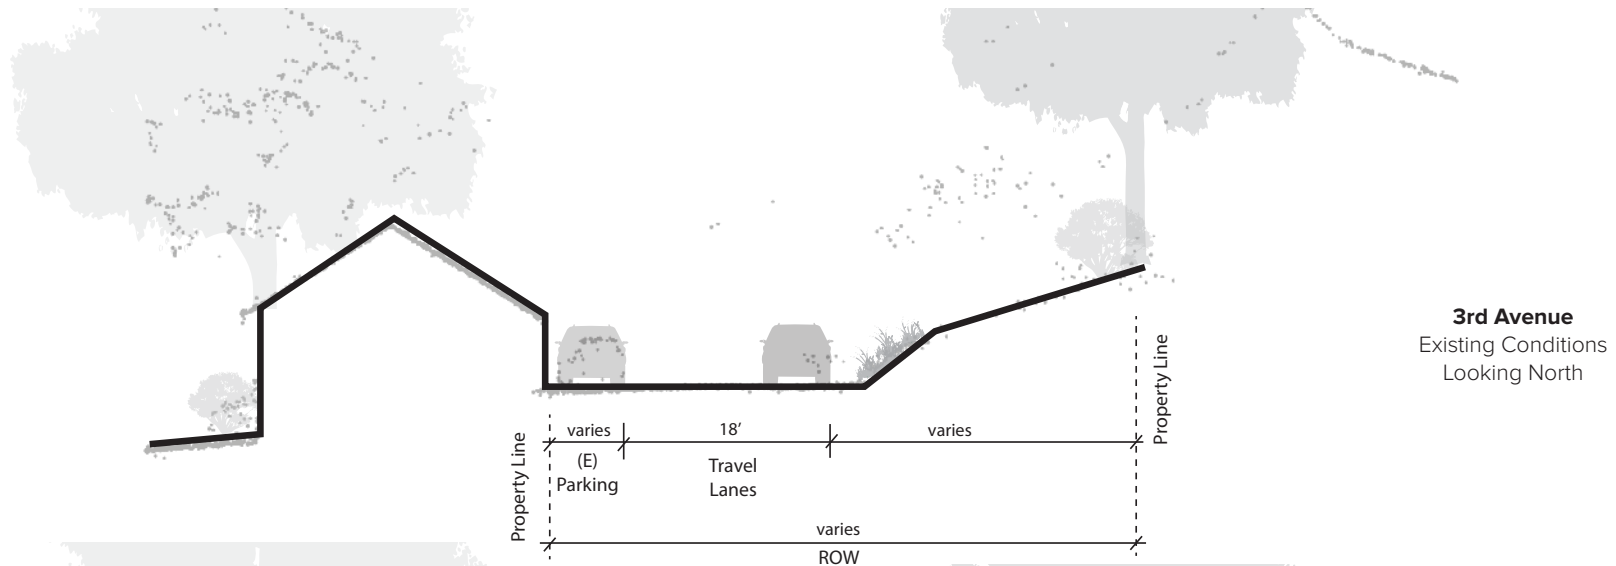 3rd Avenue
Existing Conditions
Looking North
Property Line
Property Line
varies
18’
varies
(E)
Parking
Travel
Lanes
varies
ROW